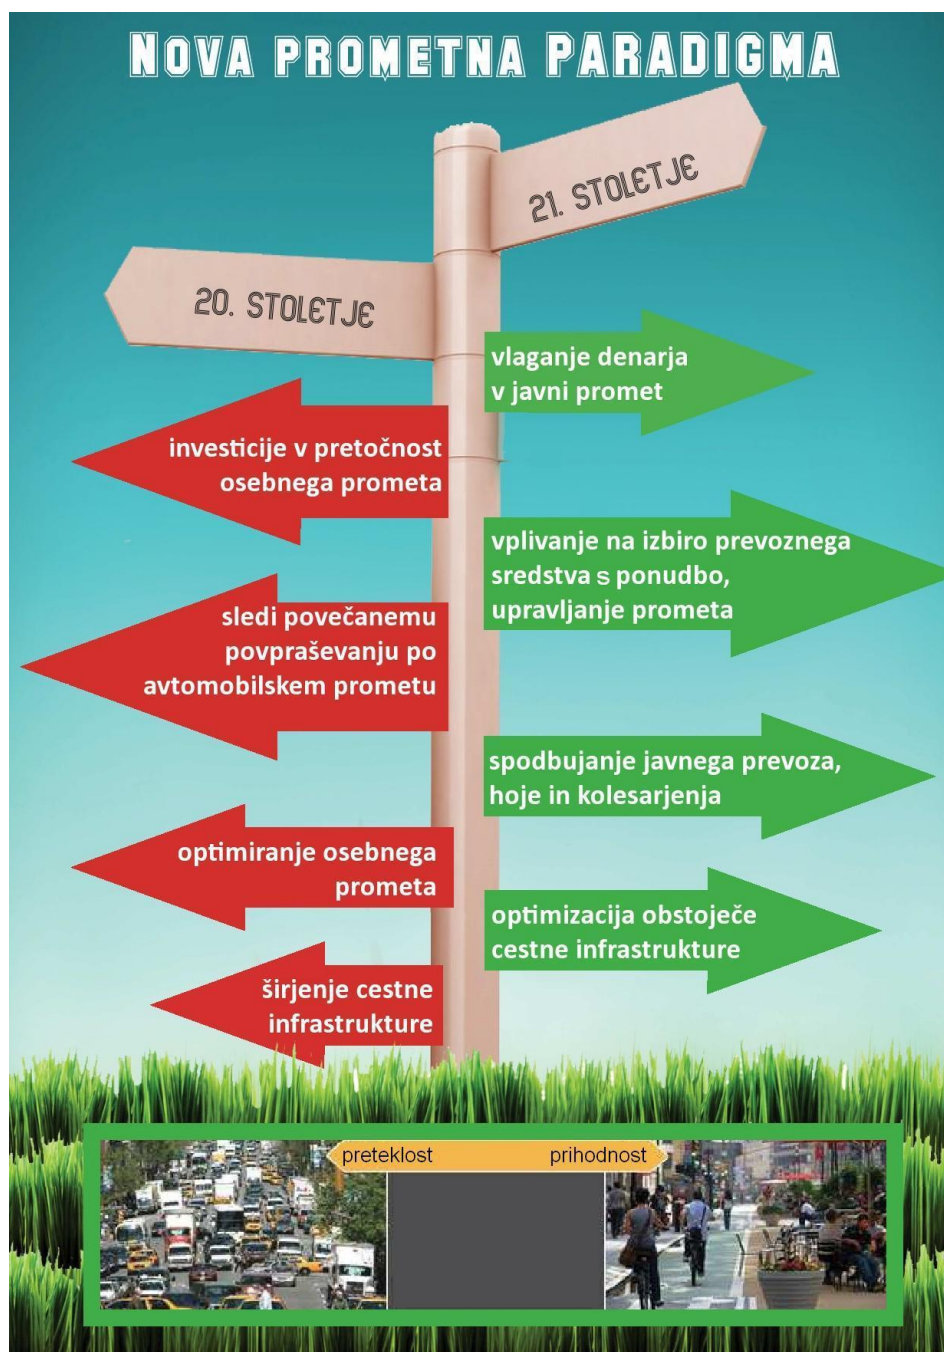 NOVA PROMETNA PARADIGMA
21. STOLETJE
20. STOLETJE
vlaganje denarja
v javni promet
investicije v pretočnost
osebnega prometa
vplivanje na izbiro prevoznega
sredstva s ponudbo,
upravljanje prometa
sledi povečanemu
povpraševanju po
avtomobilskem prometu
spodbujanje javnega prevoza,
hoje in kolesarjenja
optimiranje osebnega
prometa
optimizacija obstoječe
cestne infrastrukture
širjenje cestne
infrastrukture
preteklost
prihodnost